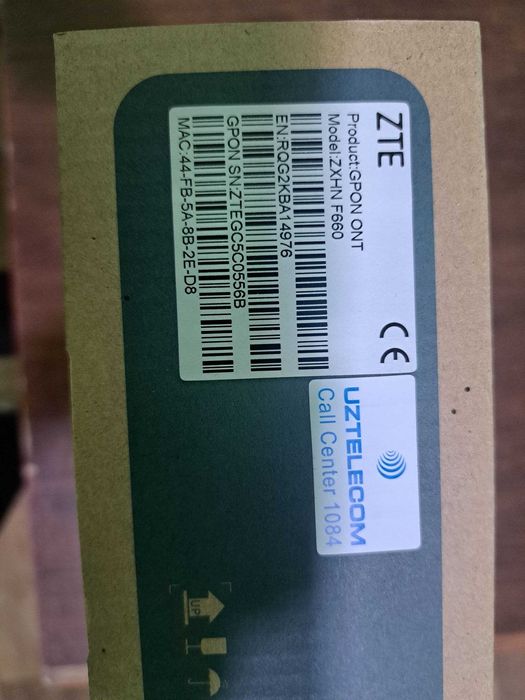 ZTE
Product:GPON ONT
Model:ZXHN F660
EN:RQG2KBA14976
GPON SN:ZTEGC5C0556B
MAC:44-FB-5A-8B-2E-D8
CE
UZTELECOM
Call Center 1084
UP